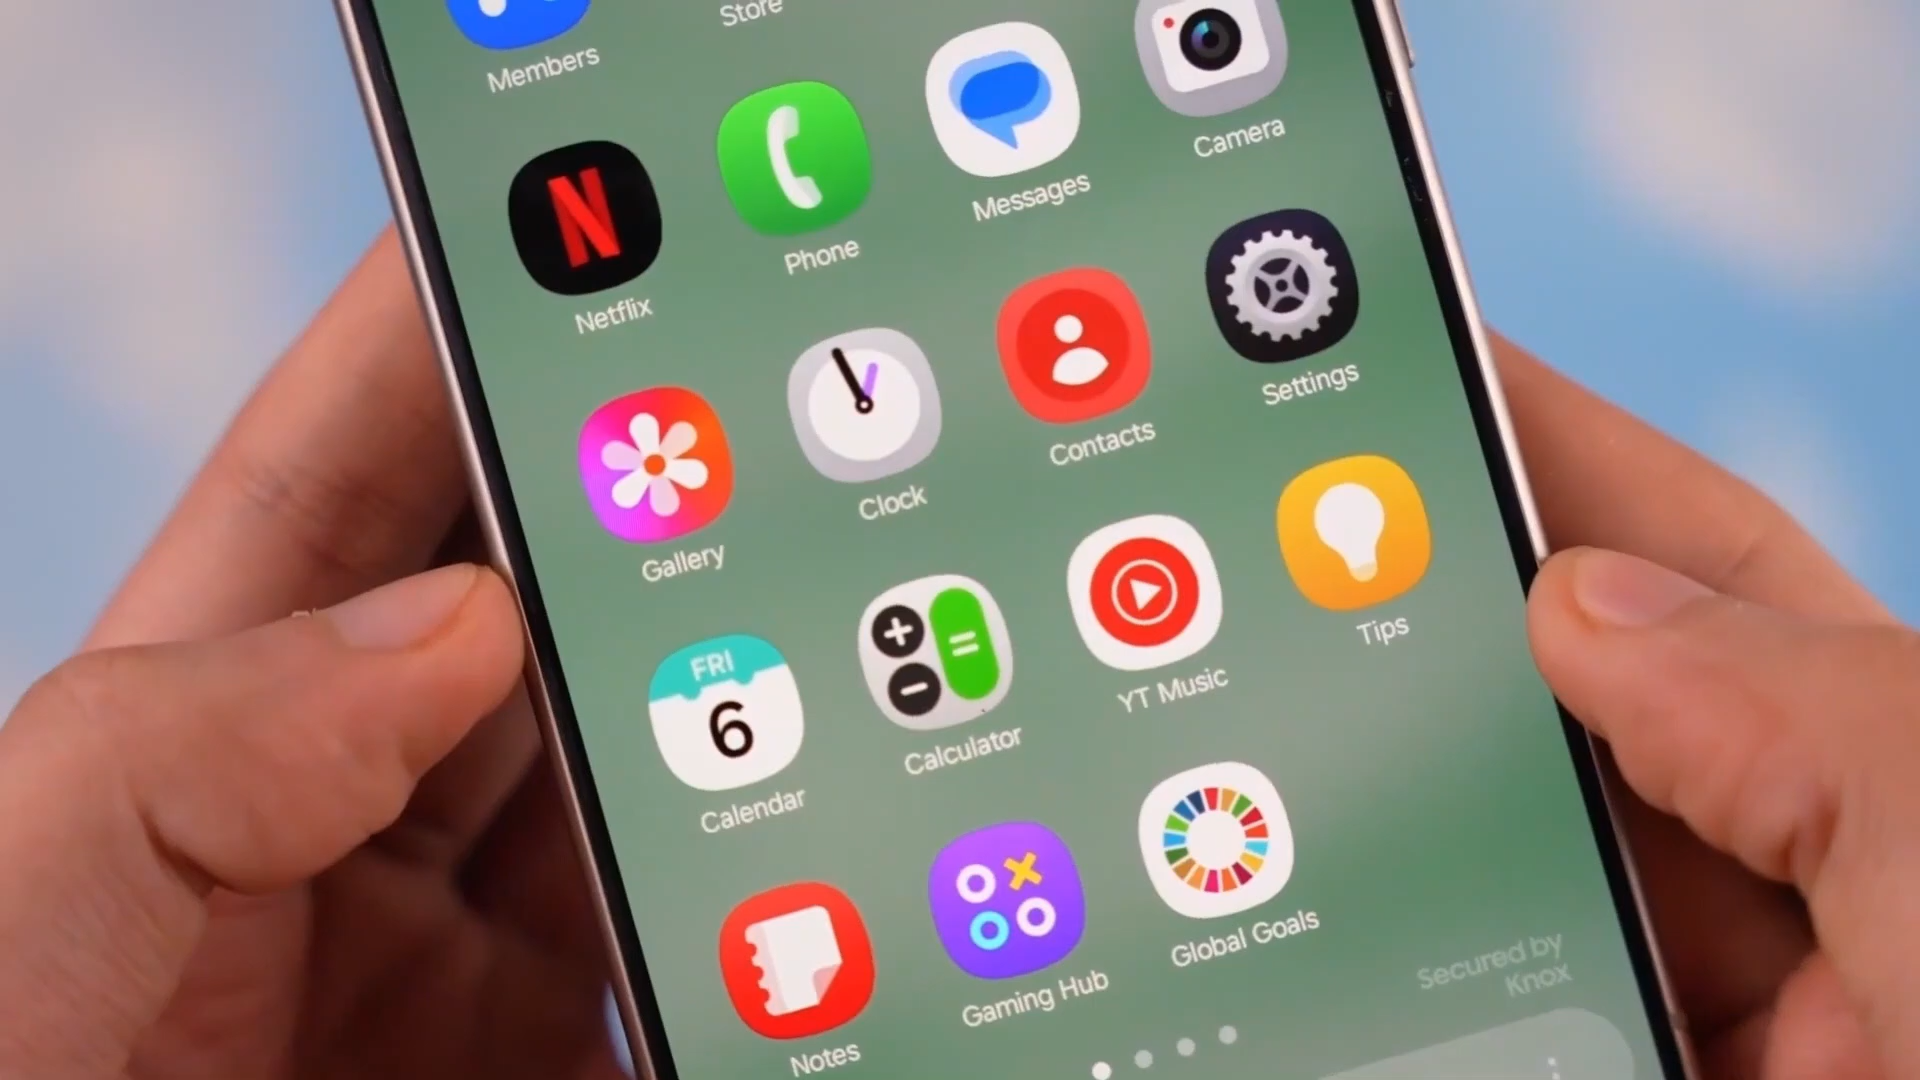 Store
Members
Camera
Messages
Phone
N
Netflix
Settings
Contacts
Clock
Gallery
Tips
YT Music
FRI
6
Calculator
Calendar
Global Goals
Gaming Hub
Notes
Secured by
Knox